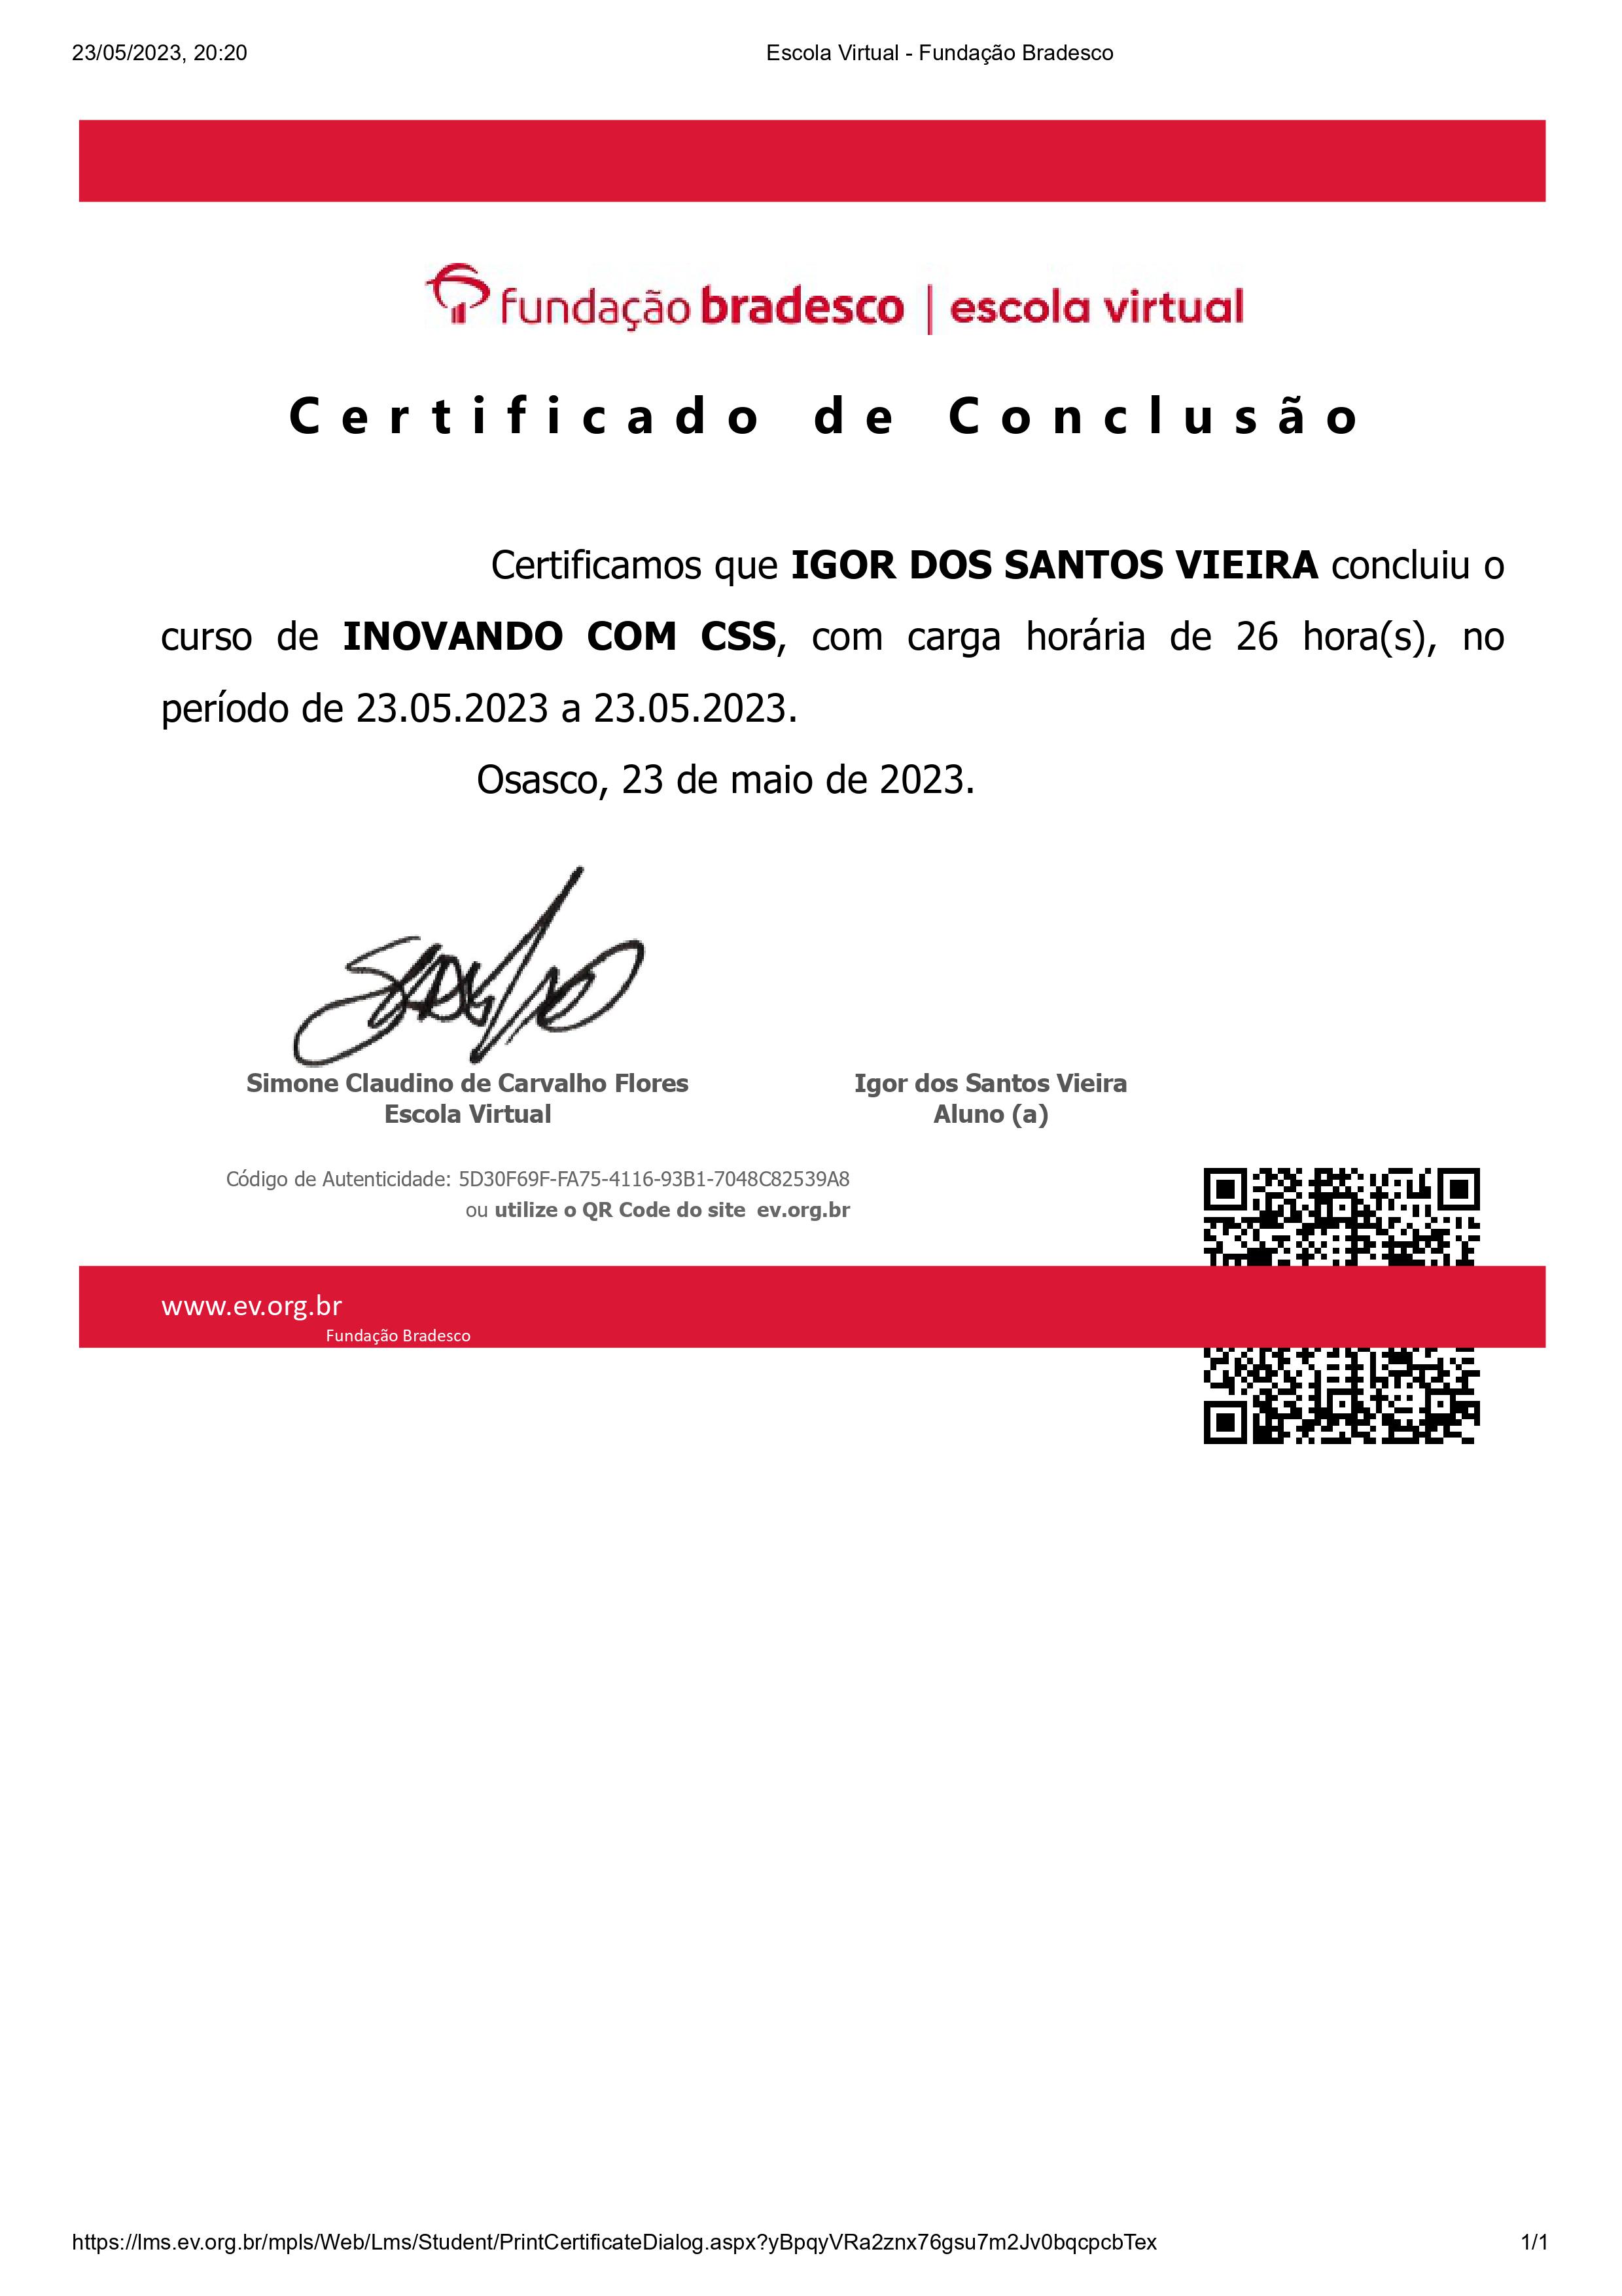 23/05/2023, 20:20 Escola Virtual - Fundação Bradesco
fundação bradesco | escola virtual
Certificado de Conclusão
Certificamos que IGOR DOS SANTOS VIEIRA concluiu o
curso de INOVANDO COM CSS, com carga horária de 26 hora(s), no
período de 23.05.2023 a 23.05.2023.
Osasco, 23 de maio de 2023.
Simone Claudino de Carvalho Flores
Escola Virtual
Igor dos Santos Vieira
Aluno (a)
Código de Autenticidade: 5D30F69F-FA75-4116-93B1-7048C82539A8
ou utilize o QR Code do site ev.org.br
www.ev.org.br
Fundação Bradesco
https://lms.ev.org.br/mpls/Web/Lms/Student/PrintCertificateDialog.aspx?yBpqyVRa2znx76gsu7m2Jv0bqcpcbTex 1/1